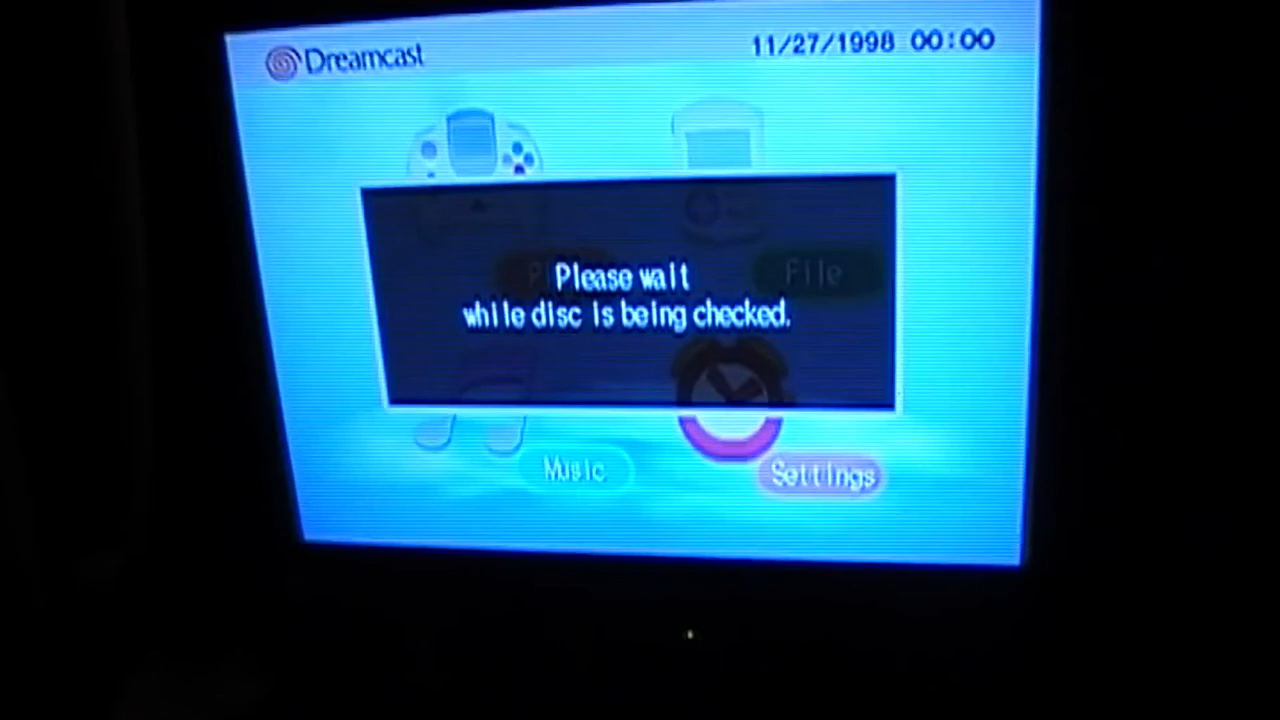 Dreamcast
11/27/1998 00:00
File
Please wait
while disc is being checked.
Music
Settings